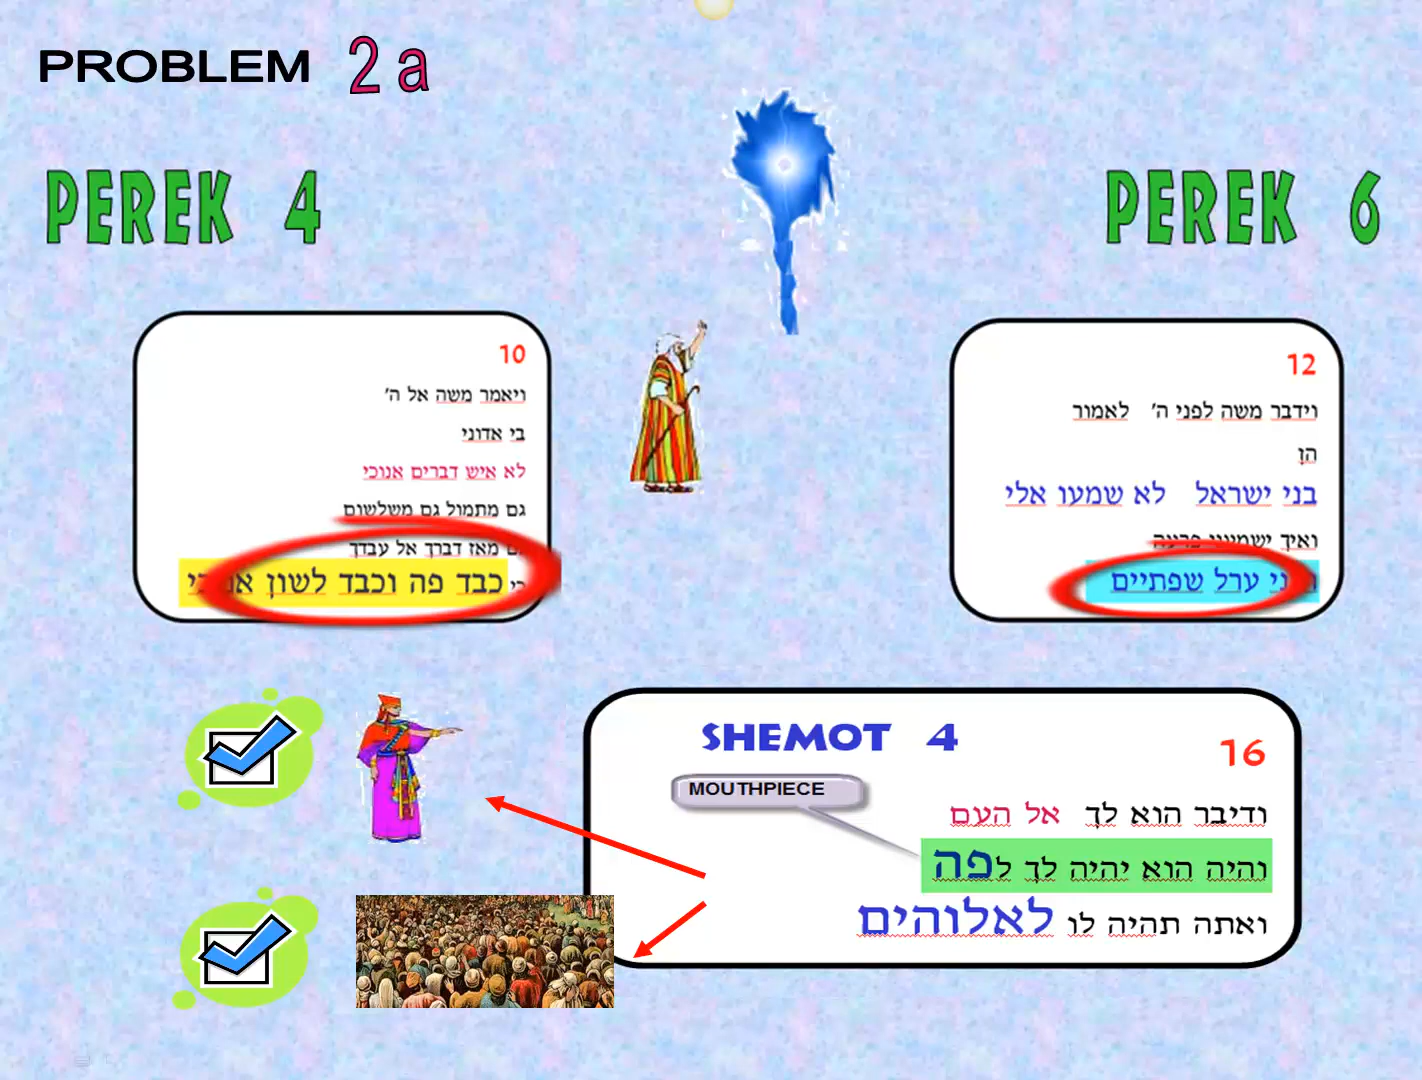 PROBLEM 2a
PEREK 4
PEREK 6
10
ויאמר משה אל ה'
בי אדוני
לא איש דברים אנוכי
גם מתמול גם משלשום
מאז דברך אל עבדך
כבד פה וכבד לשון
12
וידבר משה לפני ה' לאמור
הן
בני ישראל לא שמעו אלי
ואיך ישמעני פרעה
ערל שפתיים
SHEMOT 4
16
MOUTHPIECE
ודיבר הוא לך אל העם
והיה הוא יהיה לך לפה
ואתה תהיה לו לאלוהים